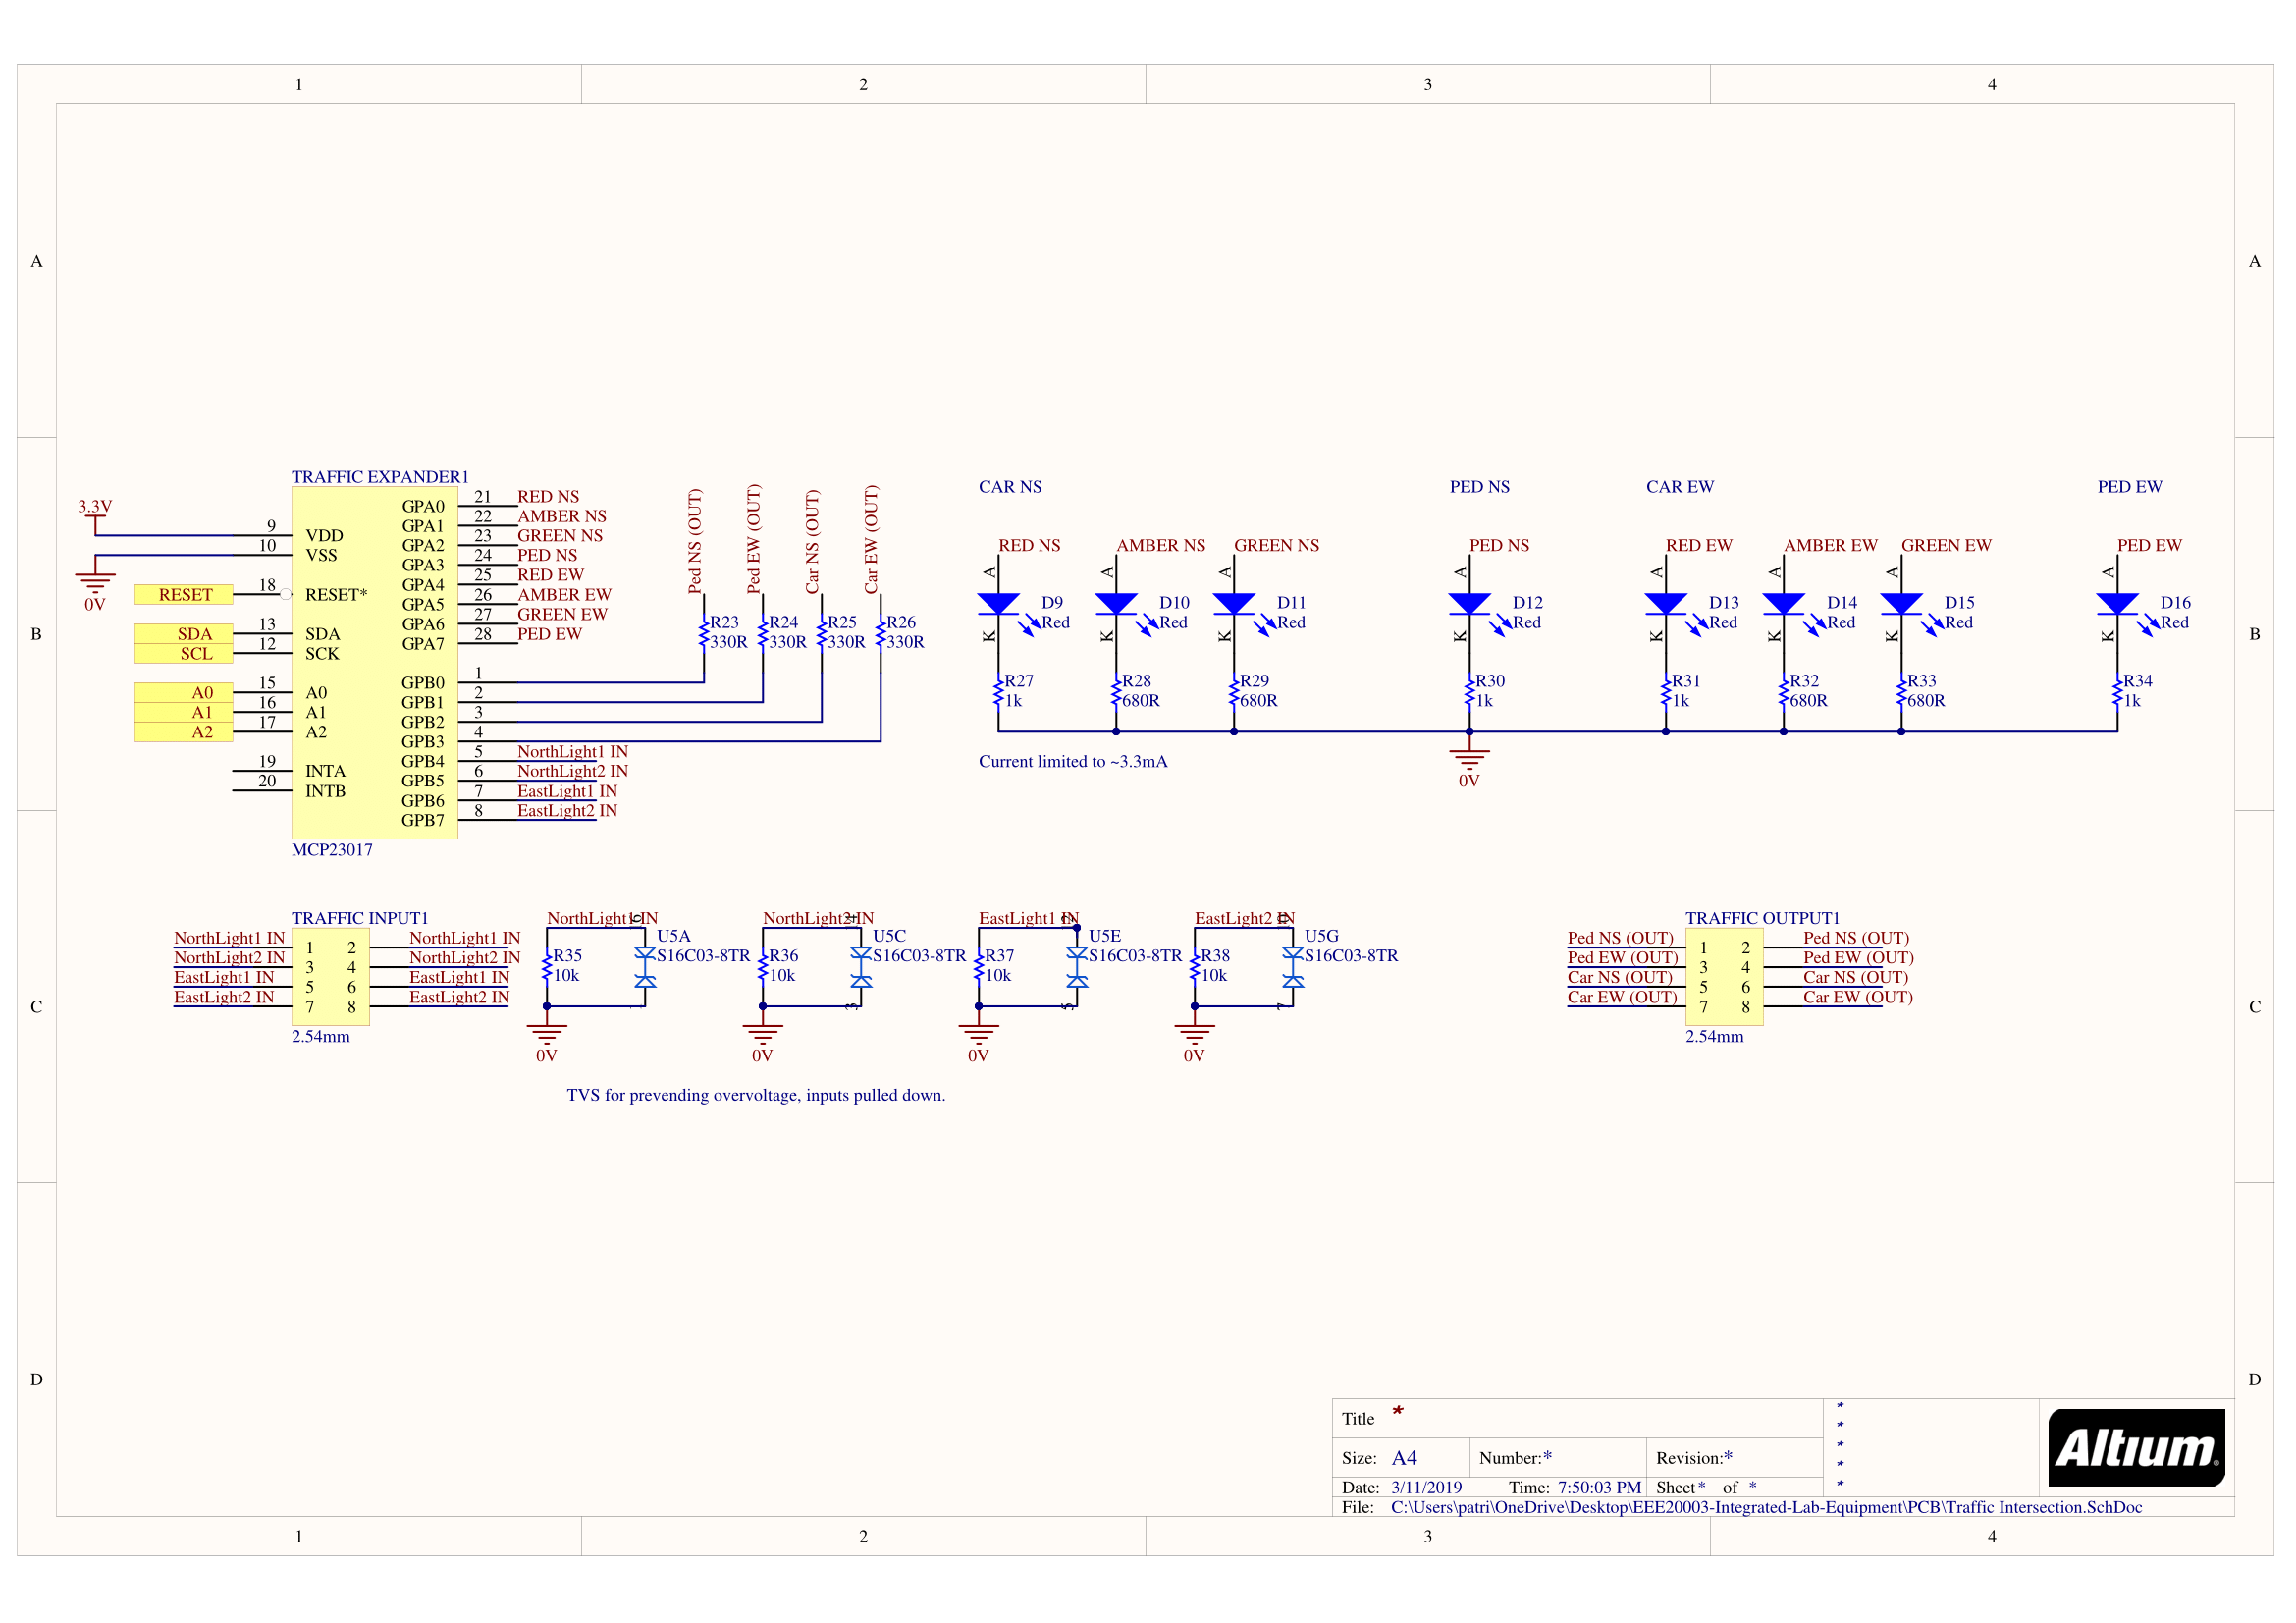 1 2 3 4
A A
B B
C C
D D
1 2 3 4
TRAFFIC EXPANDER1
3.3V
0V
9 VDD
10 VSS
RESET 18 RESET*
SDA 13 SDA
SCL 12 SCK
A0 15 A0
A1 16 A1
A2 17 A2
19 INTA
20 INTB
GPA0 21 RED NS
GPA1 22 AMBER NS
GPA2 23 GREEN NS
GPA3 24 PED NS
GPA4 25 RED EW
GPA5 26 AMBER EW
GPA6 27 GREEN EW
GPA7 28 PED EW
GPB0 1
GPB1 2
GPB2 3
GPB3 4
GPB4 5 NorthLight1 IN
GPB5 6 NorthLight2 IN
GPB6 7 EastLight1 IN
GPB7 8 EastLight2 IN
MCP23017
Ped NS (OUT)
Ped EW (OUT)
Car NS (OUT)
Car EW (OUT)
R23 R24 R25 R26
330R 330R 330R 330R
CAR NS PED NS CAR EW PED EW
RED NS AMBER NS GREEN NS PED NS RED EW AMBER EW GREEN EW PED EW
A A A A A A A A
D9 D10 D11 D12 D13 D14 D15 D16
Red Red Red Red Red Red Red Red
K K K K K K K K
R27 R28 R29 R30 R31 R32 R33 R34
1k 680R 680R 1k 1k 680R 680R 1k
Current limited to ~3.3mA
0V
TRAFFIC INPUT1
NorthLight1 IN 1 2 NorthLight1 IN
NorthLight2 IN 3 4 NorthLight2 IN
EastLight1 IN 5 6 EastLight1 IN
EastLight2 IN 7 8 EastLight2 IN
2.54mm
NorthLight1 IN NorthLight2 IN EastLight1 IN EastLight2 IN
U5A U5C U5E U5G
R35 S16C03-8TR R36 S16C03-8TR R37 S16C03-8TR R38 S16C03-8TR
10k 10k 10k 10k
0V 0V 0V 0V
TVS for prevending overvoltage, inputs pulled down.
TRAFFIC OUTPUT1
Ped NS (OUT) 1 2 Ped NS (OUT)
Ped EW (OUT) 3 4 Ped EW (OUT)
Car NS (OUT) 5 6 Car NS (OUT)
Car EW (OUT) 7 8 Car EW (OUT)
2.54mm
Title *
Size: A4 Number:* Revision:*
Date: 3/11/2019 Time: 7:50:03 PM Sheet * of *
File: C:\Users\patri\OneDrive\Desktop\EEE20003-Integrated-Lab-Equipment\PCB\Traffic Intersection.SchDoc
*
*
*
*
*
Altium®